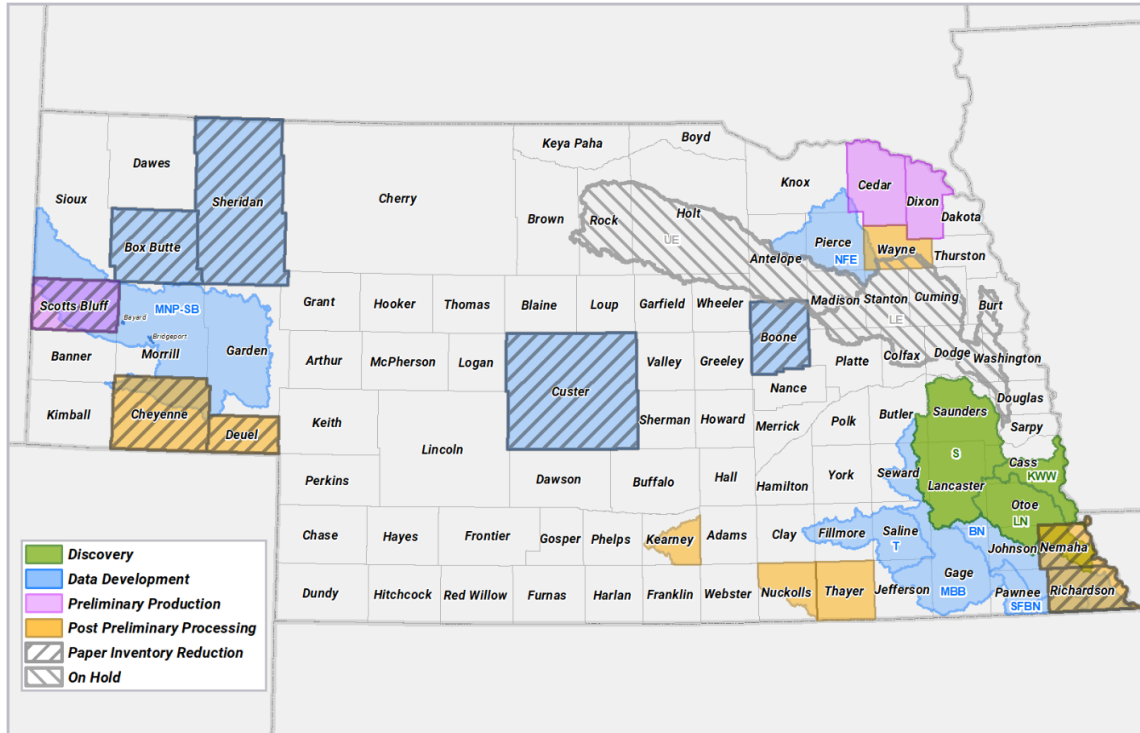 Boyd
Keya Paha
Dawes
Knox
Cedar
Dixon
Sioux
Sheridan
Cherry
Brown
Rock
Holt
UE
Dakota
Box Butte
Pierce
NFE
Wayne
Thurston
Antelope
Scotts Bluff
MNP-SB
Bayard
Bridgeport
Grant
Hooker
Thomas
Blaine
Loup
Garfield
Wheeler
Madison
Stanton
Cuming
Burt
LE
Banner
Morrill
Garden
Arthur
McPherson
Logan
Valley
Greeley
Boone
Platte
Colfax
Dodge
Washington
Nance
Custer
Kimball
Cheyenne
Deuel
Keith
Lincoln
Sherman
Howard
Merrick
Polk
Butler
Saunders
Douglas
Sarpy
S
Cass
KWW
Perkins
Dawson
Buffalo
Hall
Hamilton
York
Seward
Lancaster
Otoe
LN
Chase
Hayes
Frontier
Gosper
Phelps
Kearney
Adams
Clay
Fillmore
Saline
T
BN
Johnson
Nemaha
Dundy
Hitchcock
Red Willow
Furnas
Harlan
Franklin
Webster
Nuckolls
Thayer
Jefferson
Gage
MBB
Pawnee
SFBN
Richardson
Discovery
Data Development
Preliminary Production
Post Preliminary Processing
Paper Inventory Reduction
On Hold